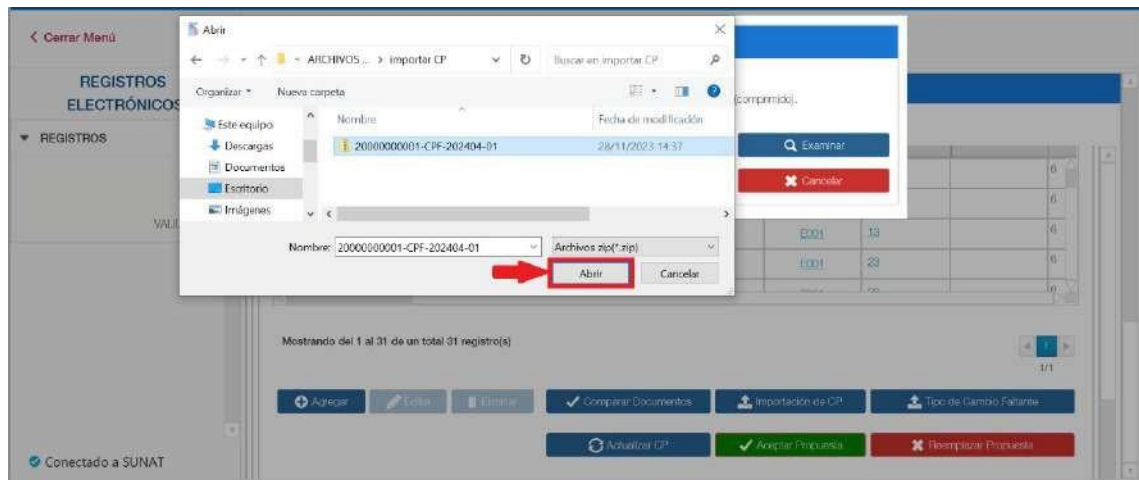 Cerrar Menú
REGISTROS ELECTRÓNICOS
REGISTROS
Abrir
ARCHIVOS ... > importar CP
Buscar en importar CP
Organizar
Nueva carpeta
Este equipo
Descargas
Documentos
Escritorio
Imágenes
Nombre
Fecha de modificación
20000000001-CPF-202404-01
28/11/2023 14:37
Nombre: 20000000001-CPF-202404-01
Archivos zip(*.zip)
Abrir
Cancelar
(comprimido).
Examinar
Cancelar
6
6
E001 13 6
E001 23 6
Mostrando del 1 al 31 de un total 31 registro(s)
1
1/1
Agregar
Editar
Eliminar
Comparar Documentos
Importación de CP
Tipo de Cambio Faltante
Actualizar CP
Aceptar Propuesta
Reemplazar Propuesta
Conectado a SUNAT